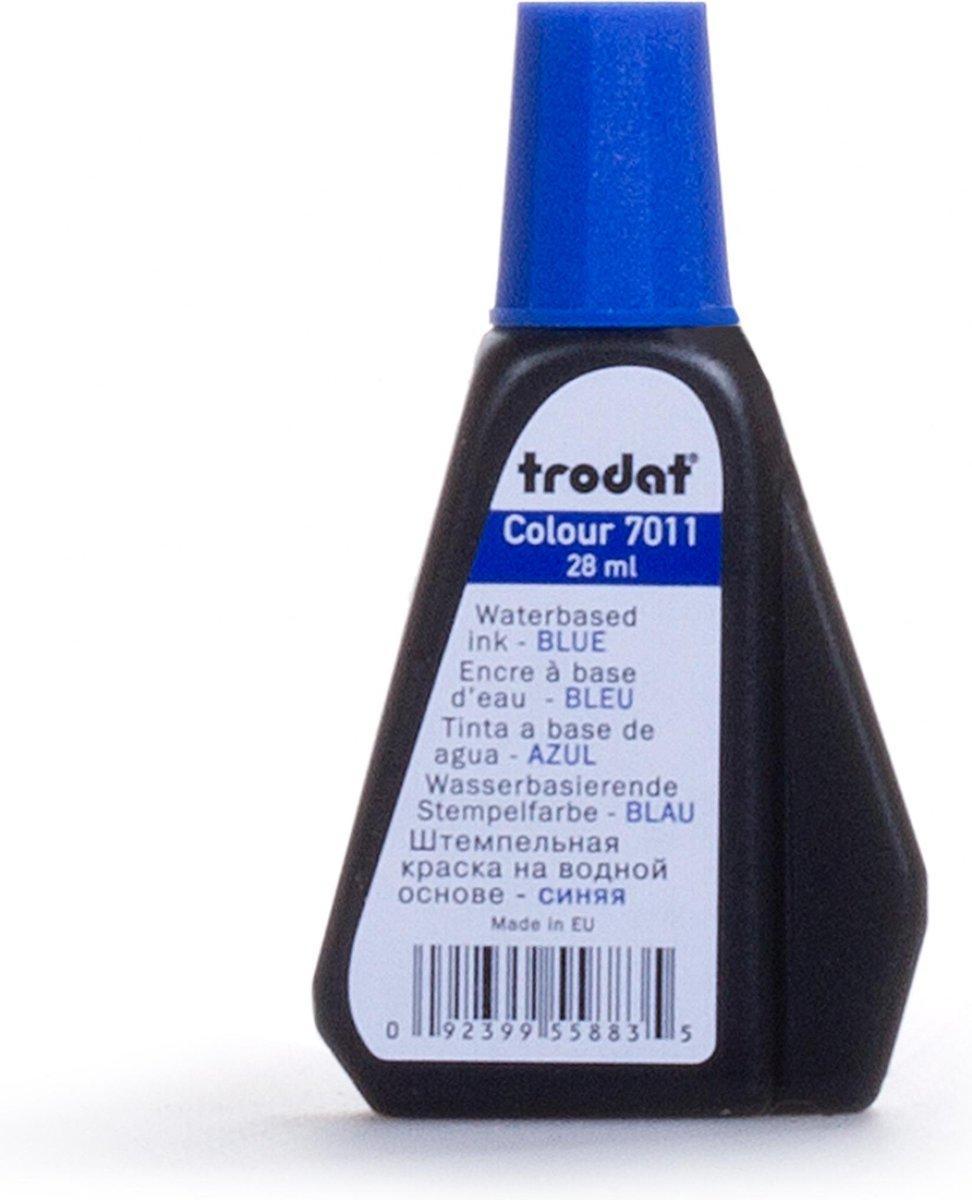 trodat®
Colour 7011
28 ml
Waterbased
ink - BLUE
Encre à base
d'eau - BLEU
Tinta a base de
agua - AZUL
Wasserbasierende
Stempelfarbe - BLAU
Штемпельная
краска на водной
основе - синяя
Made in EU
0 92399 55883 5